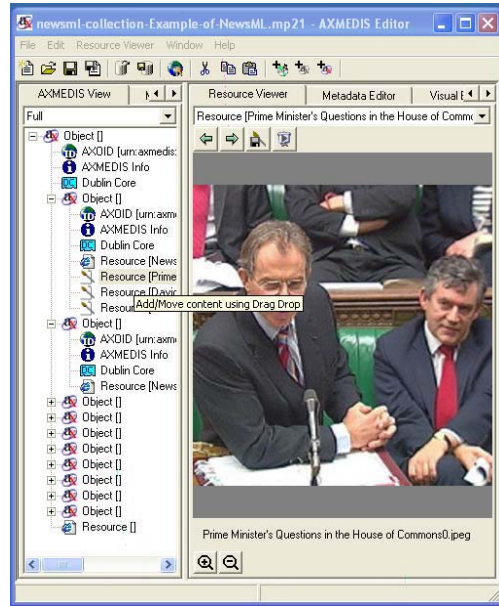 newsml-collection-Example-of-NewsML.mp21 - AXMEDIS Editor
File Edit Resource Viewer Window Help
AXMEDIS View
Resource Viewer Metadata Editor Visual
Full
Resource [Prime Minister's Questions in the House of Comm
Object []
AXOID [urn:axmedis:
AXMEDIS Info
Dublin Core
Object []
AXOID [urn:axm
AXMEDIS Info
Dublin Core
Resource [News
Resource [Prime
Resource [David
Add/Move content using Drag Drop
Object []
AXOID [urn:axm
AXMEDIS Info
Dublin Core
Resource [News
Object []
Object []
Object []
Object []
Object []
Object []
Object []
Resource []
Prime Minister's Questions in the House of Commons0.jpeg